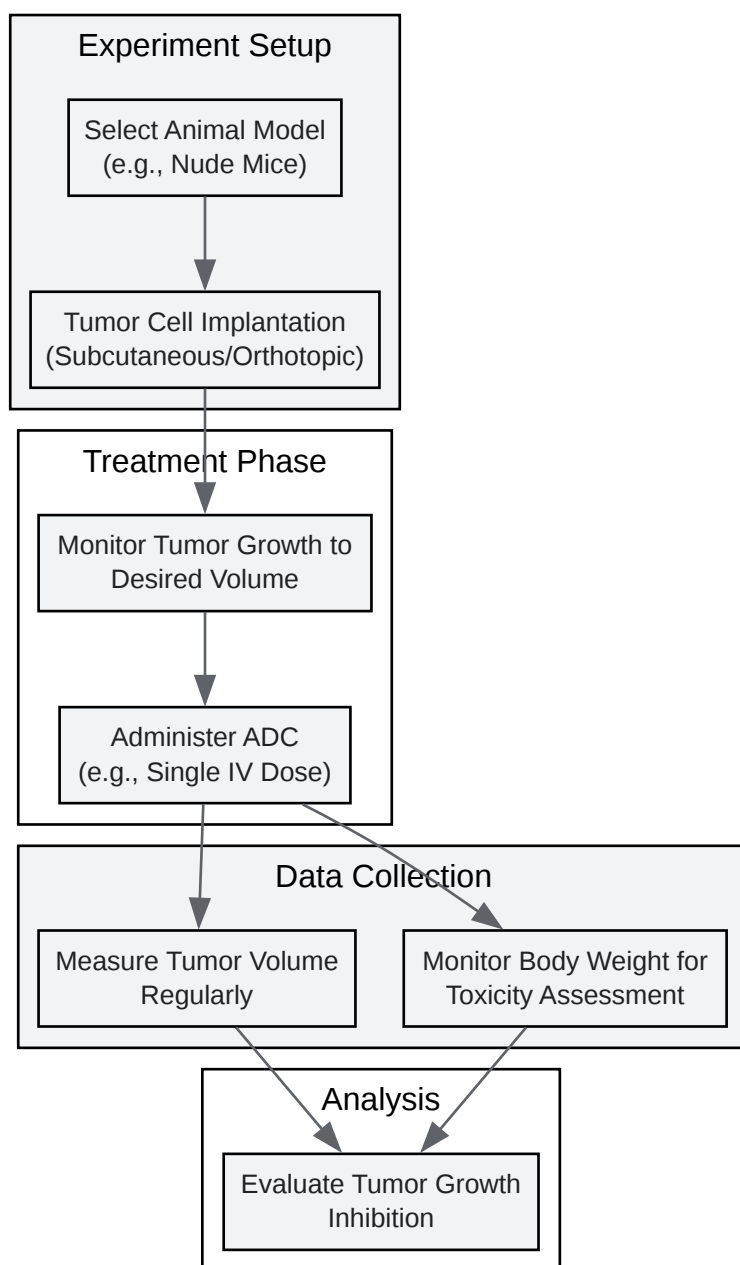 Experiment Setup
Select Animal Model
(e.g., Nude Mice)
Tumor Cell Implantation
(Subcutaneous/Orthotopic)
Treatment Phase
Monitor Tumor Growth to
Desired Volume
Administer ADC
(e.g., Single IV Dose)
Data Collection
Measure Tumor Volume
Regularly
Monitor Body Weight for
Toxicity Assessment
Analysis
Evaluate Tumor Growth
Inhibition